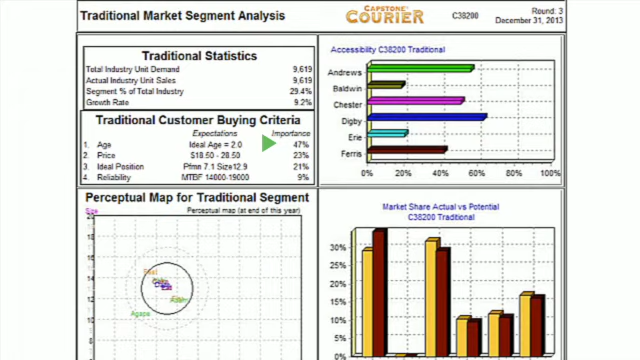 Traditional Market Segment Analysis
CAPSTONE
COURIER
C38200
Round: 3
December 31, 2013
Traditional Statistics
Total Industry Unit Demand 9,619
Actual Industry Unit Sales 9,619
Segment % of Total Industry 29.4%
Growth Rate 9.2%
Traditional Customer Buying Criteria
Expectations Importance
1. Age Ideal Age = 2.0 47%
2. Price $18.50 - 28.50 23%
3. Ideal Position Pfmn 7.1 Size12.9 21%
4. Reliability MTBF 14000-19000 9%
Accessibility C38200 Traditional
Andrews
Baldwin
Chester
Digby
Erie
Ferris
0% 20% 40% 60% 80% 100%
Perceptual Map for Traditional Segment
Size Perceptual map (at end of this year)
20
18
16
14
12
10
8
6
Agape
Market Share Actual vs Potential
C38200 Traditional
30%
25%
20%
15%
10%
5%
0%